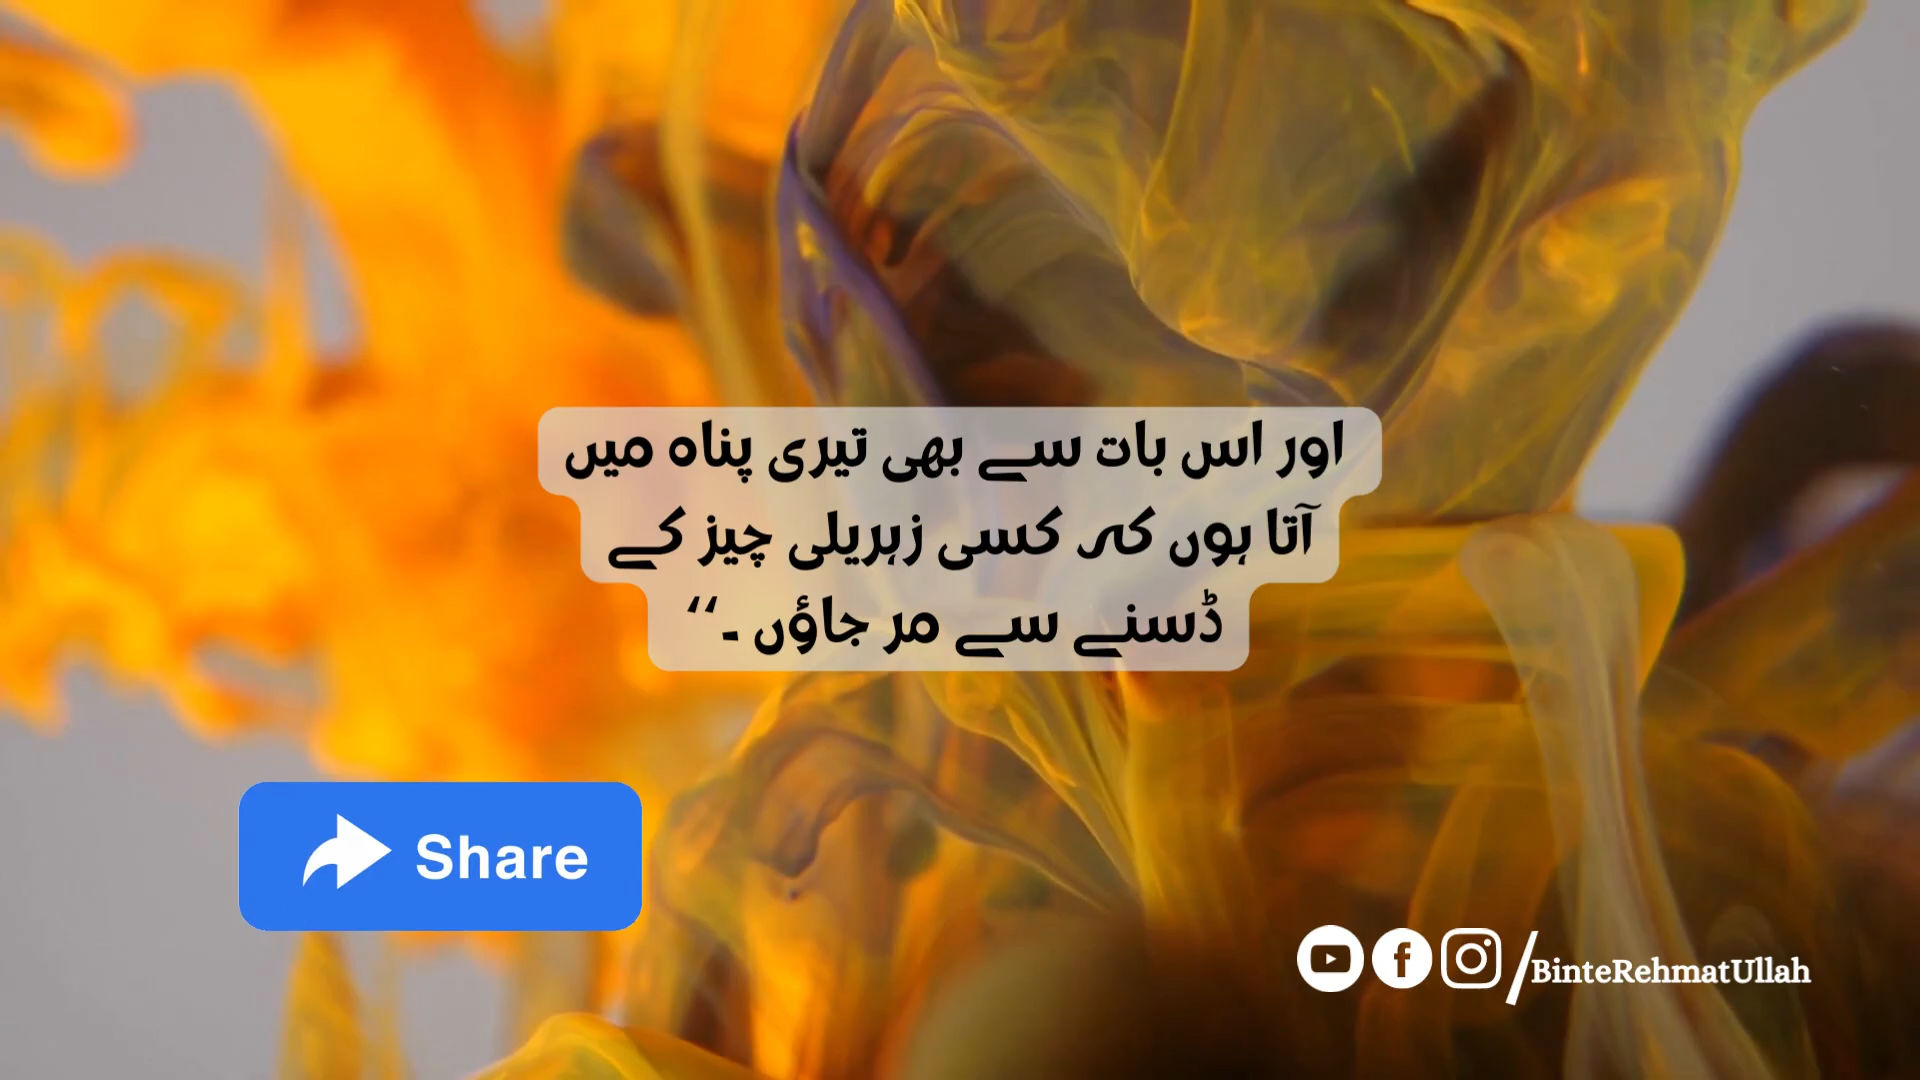 اور اس بات سے بھی تیری پناہ میں
آتا ہوں کہ کسی زہریلی چیز کے
ڈسنے سے مر جاؤں ۔‘‘
Share
/BinteRehmatUllah